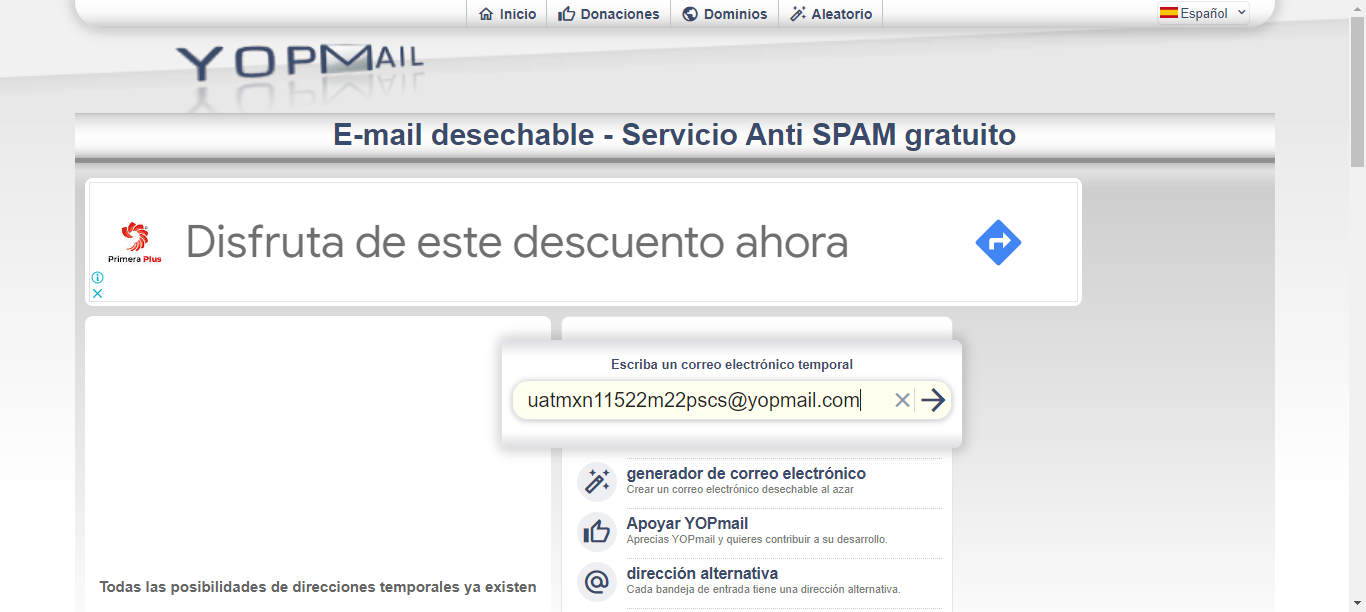 Inicio
Donaciones
Dominios
Aleatorio
Español
YOPMAIL
E-mail desechable - Servicio Anti SPAM gratuito
Primera Plus
Disfruta de este descuento ahora
Escriba un correo electrónico temporal
uatmxn11522m22pscs@yopmail.com
generador de correo electrónico
Crear un correo electrónico desechable al azar
Apoyar YOPmail
Aprecias YOPmail y quieres contribuir a su desarrollo.
dirección alternativa
Cada bandeja de entrada tiene una dirección alternativa.
Todas las posibilidades de direcciones temporales ya existen